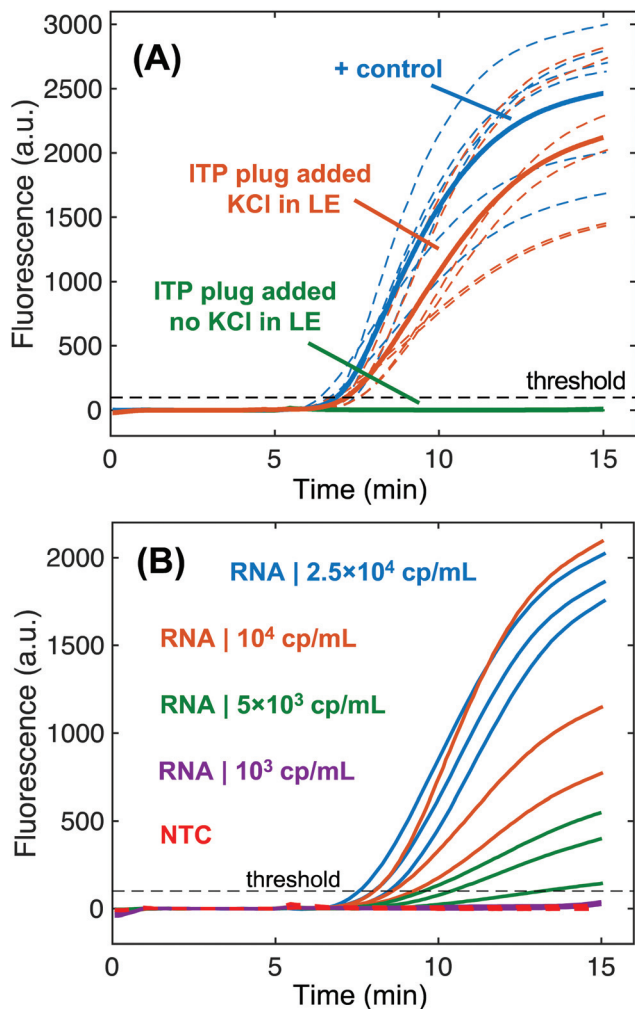 (A)
3000
2500
2000
1500
1000
500
0
Fluorescence (a.u.)
+ control
ITP plug added
KCl in LE
ITP plug added
no KCl in LE
threshold
0
5
10
15
Time (min)
(B)
2000
1500
1000
500
0
Fluorescence (a.u.)
RNA | 2.5×10⁴ cp/mL
RNA | 10⁴ cp/mL
RNA | 5×10³ cp/mL
RNA | 10³ cp/mL
NTC
threshold
0
5
10
15
Time (min)